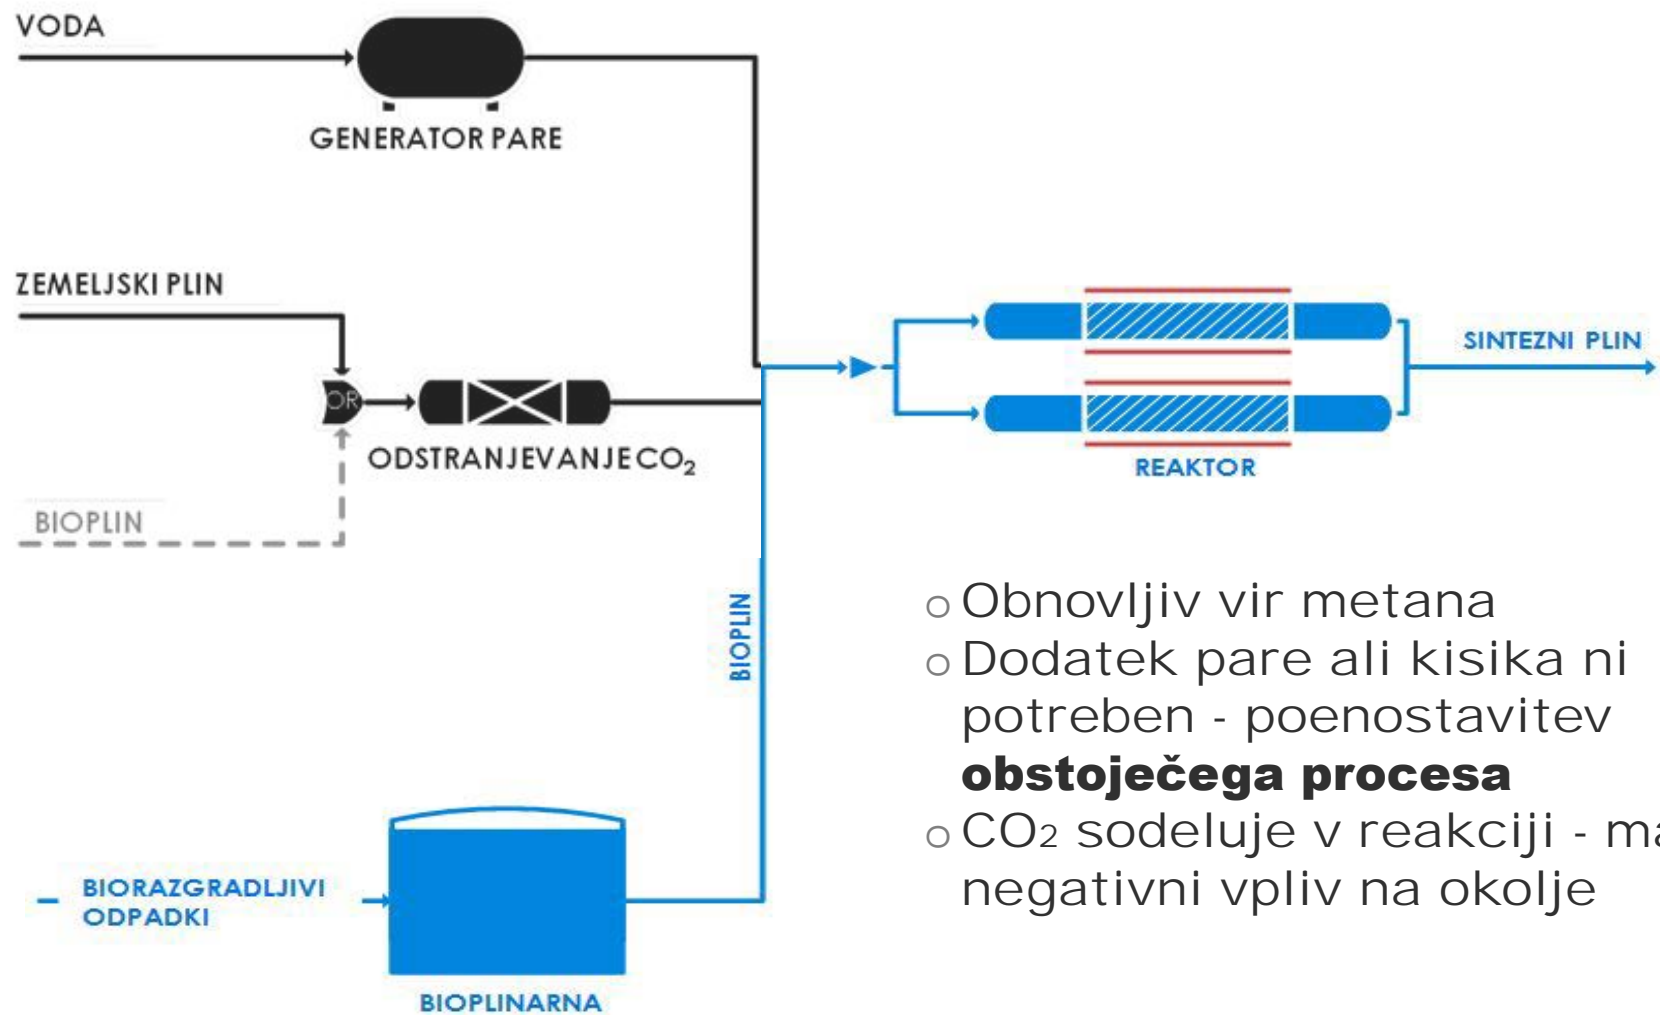 VODA
GENERATOR PARE
ZEMELJSKI PLIN
OR
ODSTRANJEVANJE CO₂
BIOPLIN
SINTEZNI PLIN
REAKTOR
BIOPLIN
○ Obnovljiv vir metana
○ Dodatek pare ali kisika ni
potreben - poenostavitev
obstoječega procesa
○ CO₂ sodeluje v reakciji -
negativni vpliv na okolje
BIORAZGRADLJIVI
ODPADKI
BIOPLINARNA